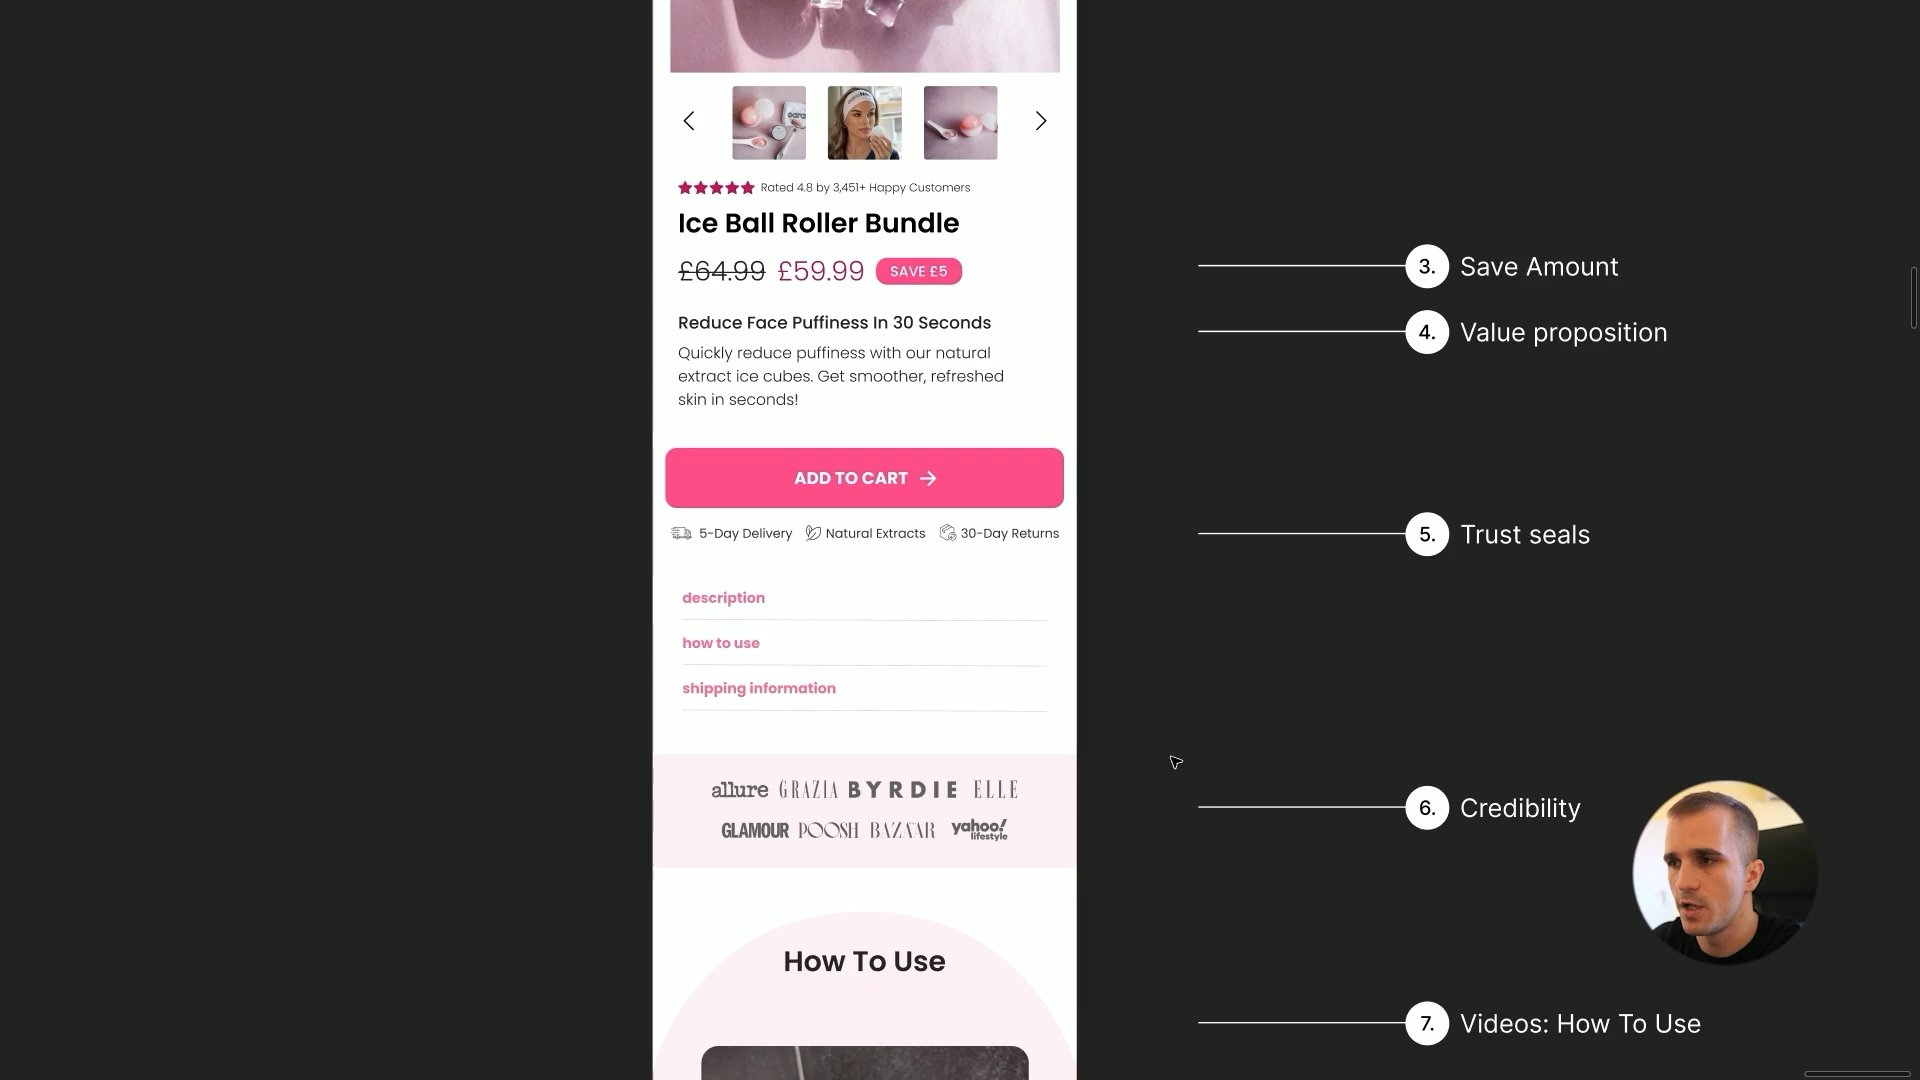 Rated 4.8 by 3,451+ Happy Customers
Ice Ball Roller Bundle
£64.99 £59.99 SAVE £5
Reduce Face Puffiness In 30 Seconds
Quickly reduce puffiness with our natural
extract ice cubes. Get smoother, refreshed
skin in seconds!
ADD TO CART
5-Day Delivery Natural Extracts 30-Day Returns
description
how to use
shipping information
allure GRAZIA BYRDIE ELLE
GLAMOUR POOSH BAZAAR yahoo! lifestyle
How To Use
3. Save Amount
4. Value proposition
5. Trust seals
6. Credibility
7. Videos: How To Use